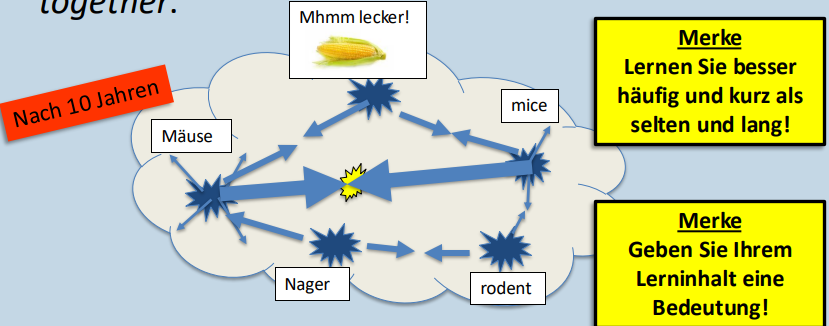 together.
Mhmm lecker!
Nach 10 Jahren
Mäuse
mice
Nager
rodent
Merke
Lernen Sie besser
häufig und kurz als
selten und lang!
Merke
Geben Sie Ihrem
Lerninhalt eine
Bedeutung!